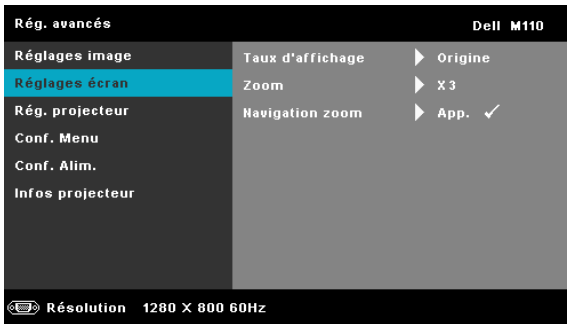 Rég. avancés Dell M110
Réglages image
Réglages écran
Rég. projecteur
Conf. Menu
Conf. Alim.
Infos projecteur
Taux d'affichage Origine
Zoom X3
Navigation zoom App.
Résolution 1280 X 800 60Hz